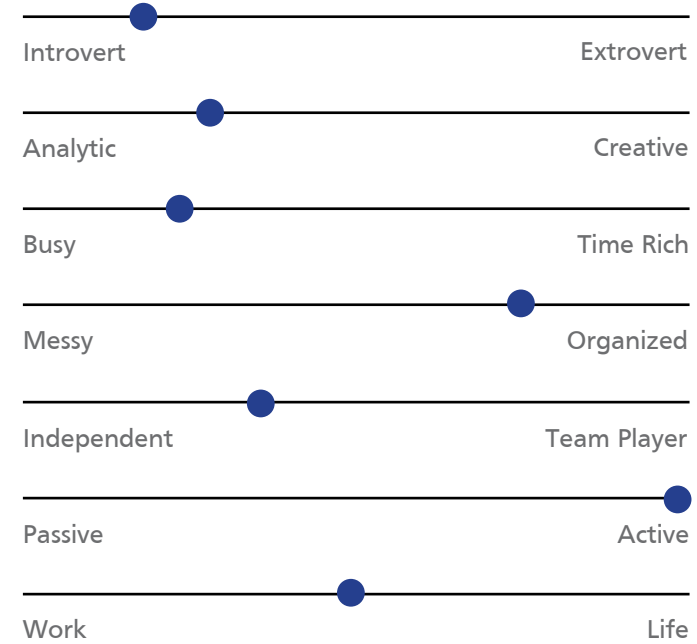 Introvert Extrovert
Analytic Creative
Busy Time Rich
Messy Organized
Independent Team Player
Passive Active
Work Life